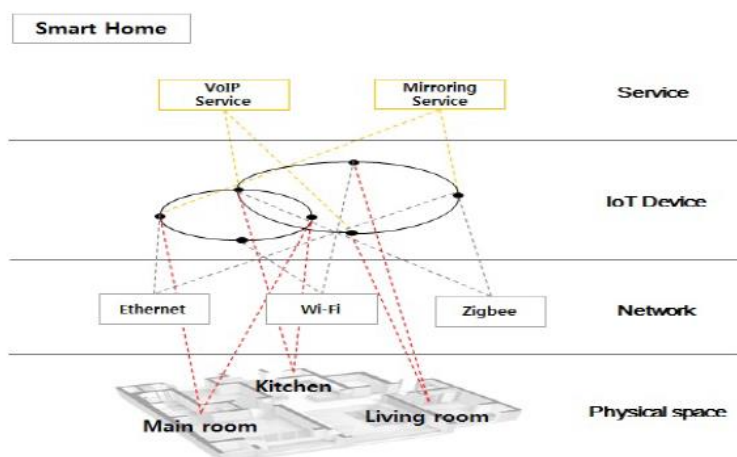 Smart Home
VoIP
Service
Mirroring
Service
Service
IoT Device
Ethernet
Wi-Fi
Zigbee
Network
Kitchen
Main room
Living room
Physical space